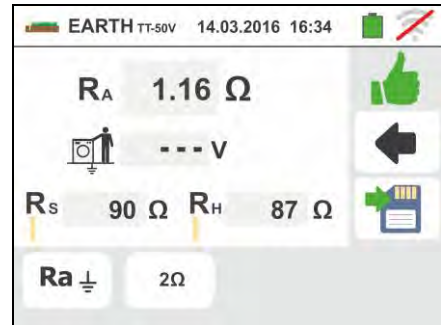 EARTH TT-50V 14.03.2016 16:34
RA 1.16 Ω
--- V
RS 90 Ω RH 87 Ω
Ra 2Ω